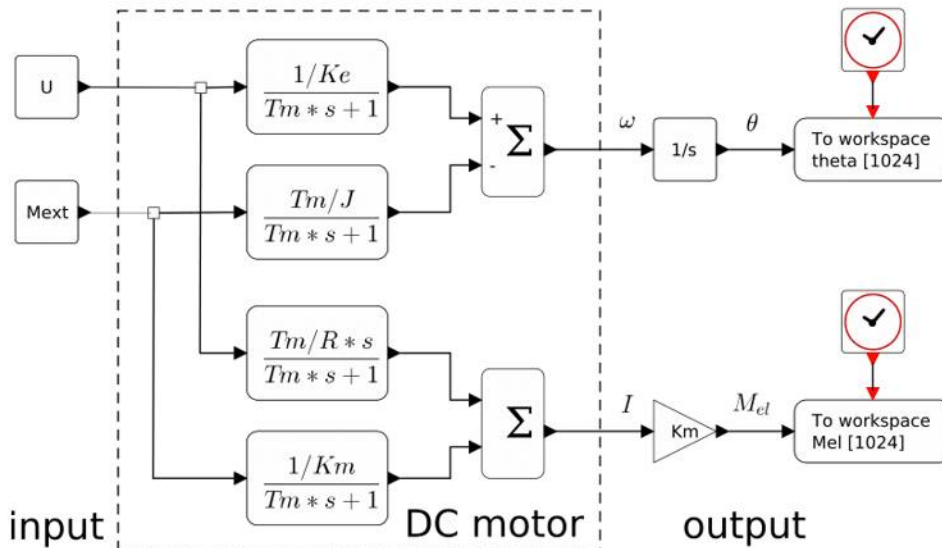 U
1/Ke
Tm * s + 1
+
-
Σ
ω
1/s
θ
To workspace
theta [1024]
Mext
Tm/J
Tm * s + 1
Tm/R * s
Tm * s + 1
Σ
I
Km
M_el
To workspace
Mel [1024]
1/Km
Tm * s + 1
input
DC motor
output